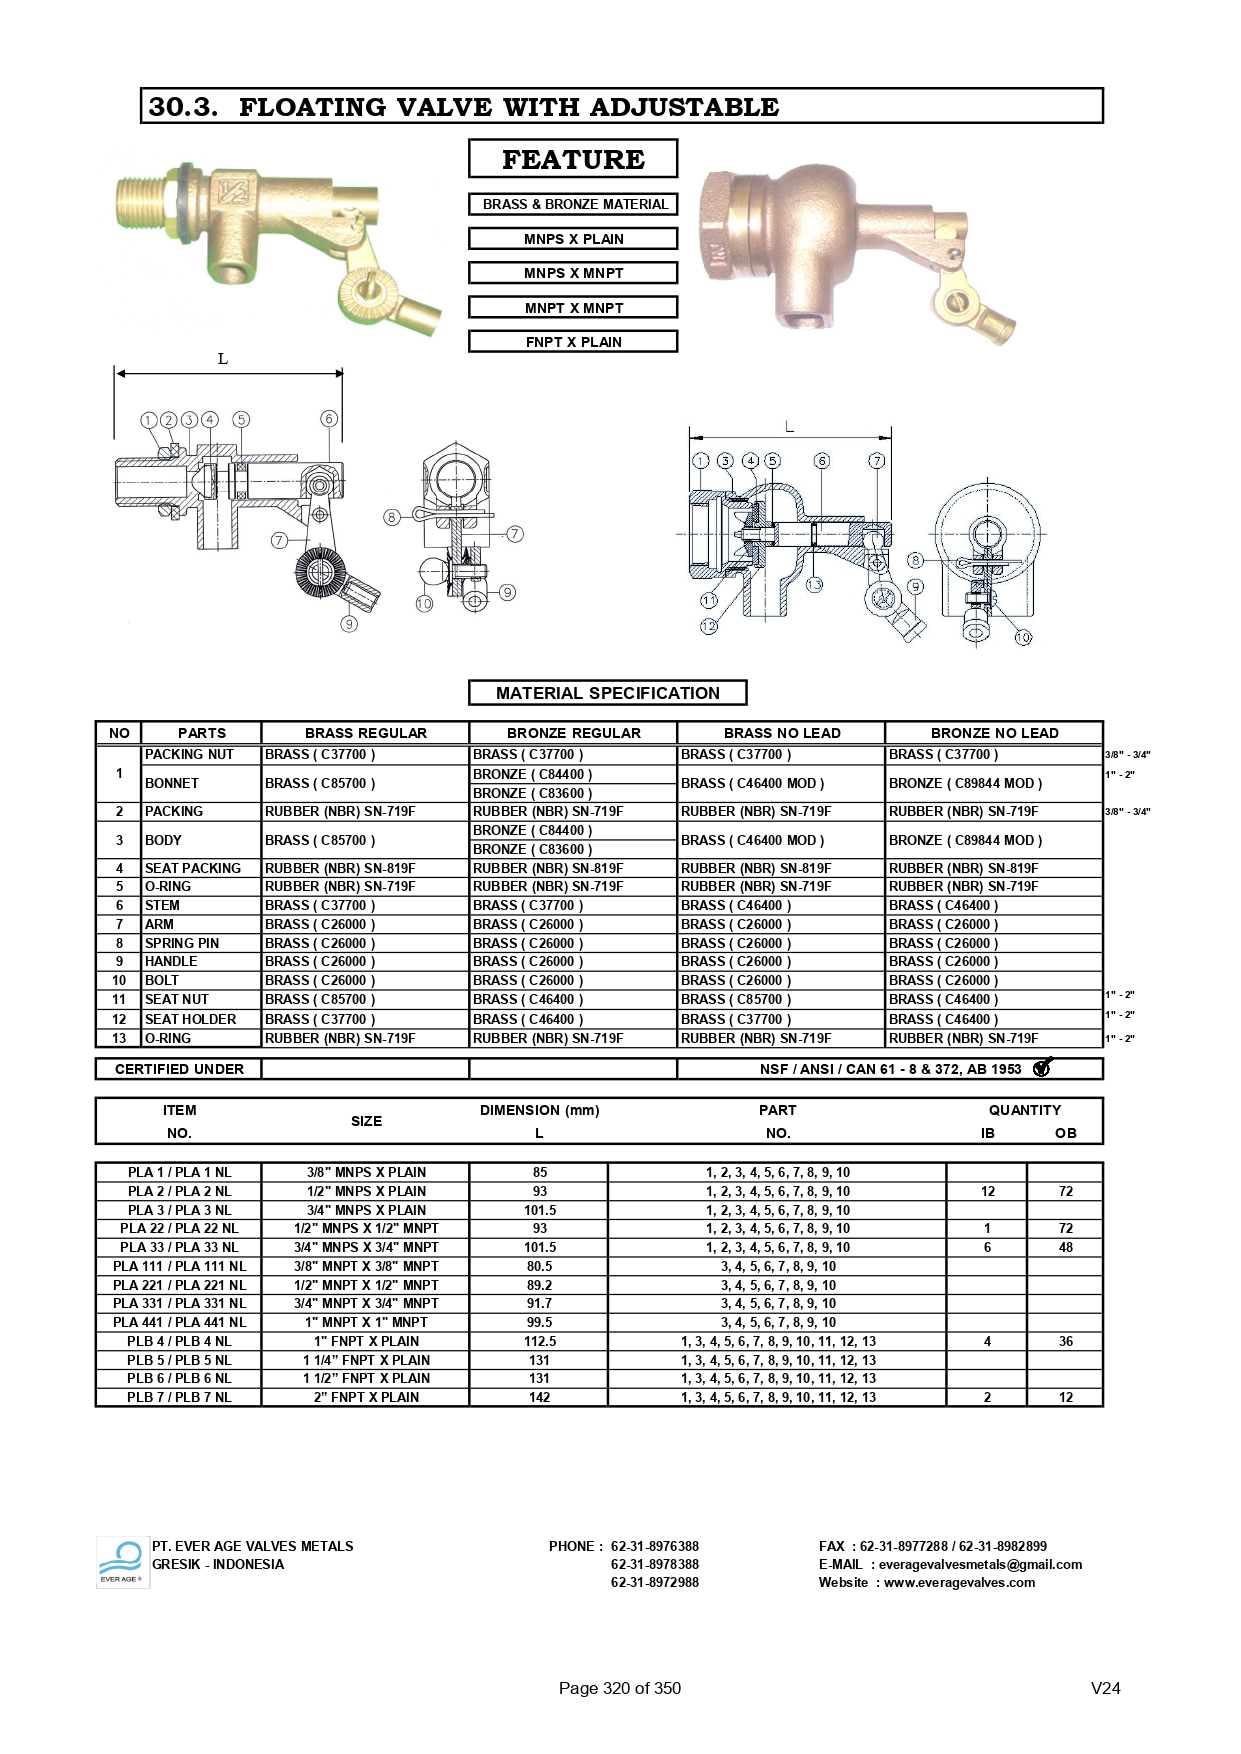 30.3. FLOATING VALVE WITH ADJUSTABLE
FEATURE
BRASS & BRONZE MATERIAL
MNPS X PLAIN
MNPS X MNPT
MNPT X MNPT
FNPT X PLAIN
1/2
L
1 2 3 4 5 6
7
9
8
7
10
9
L
1 3 4 5 6 7
11
12
13
9
8
10
MATERIAL SPECIFICATION
NO PARTS BRASS REGULAR BRONZE REGULAR BRASS NO LEAD BRONZE NO LEAD
1 PACKING NUT BRASS ( C37700 ) BRASS ( C37700 ) BRASS ( C37700 ) BRASS ( C37700 ) 3/8" - 3/4"
BONNET BRASS ( C85700 ) BRONZE ( C84400 ) BRASS ( C46400 MOD ) BRONZE ( C89844 MOD ) 1" - 2"
BRONZE ( C83600 )
2 PACKING RUBBER (NBR) SN-719F RUBBER (NBR) SN-719F RUBBER (NBR) SN-719F RUBBER (NBR) SN-719F 3/8" - 3/4"
3 BODY BRASS ( C85700 ) BRONZE ( C84400 ) BRASS ( C46400 MOD ) BRONZE ( C89844 MOD )
BRONZE ( C83600 )
4 SEAT PACKING RUBBER (NBR) SN-819F RUBBER (NBR) SN-819F RUBBER (NBR) SN-819F RUBBER (NBR) SN-819F
5 O-RING RUBBER (NBR) SN-719F RUBBER (NBR) SN-719F RUBBER (NBR) SN-719F RUBBER (NBR) SN-719F
6 STEM BRASS ( C37700 ) BRASS ( C37700 ) BRASS ( C46400 ) BRASS ( C46400 )
7 ARM BRASS ( C26000 ) BRASS ( C26000 ) BRASS ( C26000 ) BRASS ( C26000 )
8 SPRING PIN BRASS ( C26000 ) BRASS ( C26000 ) BRASS ( C26000 ) BRASS ( C26000 )
9 HANDLE BRASS ( C26000 ) BRASS ( C26000 ) BRASS ( C26000 ) BRASS ( C26000 )
10 BOLT BRASS ( C26000 ) BRASS ( C26000 ) BRASS ( C26000 ) BRASS ( C26000 )
11 SEAT NUT BRASS ( C85700 ) BRASS ( C46400 ) BRASS ( C85700 ) BRASS ( C46400 ) 1" - 2"
12 SEAT HOLDER BRASS ( C37700 ) BRASS ( C46400 ) BRASS ( C37700 ) BRASS ( C46400 ) 1" - 2"
13 O-RING RUBBER (NBR) SN-719F RUBBER (NBR) SN-719F RUBBER (NBR) SN-719F RUBBER (NBR) SN-719F 1" - 2"
CERTIFIED UNDER NSF / ANSI / CAN 61 - 8 & 372, AB 1953
ITEM SIZE DIMENSION (mm) PART QUANTITY
NO. L NO. IB OB
PLA 1 / PLA 1 NL 3/8" MNPS X PLAIN 85 1, 2, 3, 4, 5, 6, 7, 8, 9, 10
PLA 2 / PLA 2 NL 1/2" MNPS X PLAIN 93 1, 2, 3, 4, 5, 6, 7, 8, 9, 10 12 72
PLA 3 / PLA 3 NL 3/4" MNPS X PLAIN 101.5 1, 2, 3, 4, 5, 6, 7, 8, 9, 10
PLA 22 / PLA 22 NL 1/2" MNPS X 1/2" MNPT 93 1, 2, 3, 4, 5, 6, 7, 8, 9, 10 1 72
PLA 33 / PLA 33 NL 3/4" MNPS X 3/4" MNPT 101.5 1, 2, 3, 4, 5, 6, 7, 8, 9, 10 6 48
PLA 111 / PLA 111 NL 3/8" MNPT X 3/8" MNPT 80.5 3, 4, 5, 6, 7, 8, 9, 10
PLA 221 / PLA 221 NL 1/2" MNPT X 1/2" MNPT 89.2 3, 4, 5, 6, 7, 8, 9, 10
PLA 331 / PLA 331 NL 3/4" MNPT X 3/4" MNPT 91.7 3, 4, 5, 6, 7, 8, 9, 10
PLA 441 / PLA 441 NL 1" MNPT X 1" MNPT 99.5 3, 4, 5, 6, 7, 8, 9, 10
PLB 4 / PLB 4 NL 1" FNPT X PLAIN 112.5 1, 3, 4, 5, 6, 7, 8, 9, 10, 11, 12, 13 4 36
PLB 5 / PLB 5 NL 1 1/4” FNPT X PLAIN 131 1, 3, 4, 5, 6, 7, 8, 9, 10, 11, 12, 13
PLB 6 / PLB 6 NL 1 1/2” FNPT X PLAIN 131 1, 3, 4, 5, 6, 7, 8, 9, 10, 11, 12, 13
PLB 7 / PLB 7 NL 2” FNPT X PLAIN 142 1, 3, 4, 5, 6, 7, 8, 9, 10, 11, 12, 13 2 12
EVER AGE ®
PT. EVER AGE VALVES METALS PHONE : 62-31-8976388 FAX : 62-31-8977288 / 62-31-8982899
GRESIK - INDONESIA 62-31-8978388 E-MAIL : everagevalvesmetals@gmail.com
62-31-8972988 Website : www.everagevalves.com
Page 320 of 350 V24